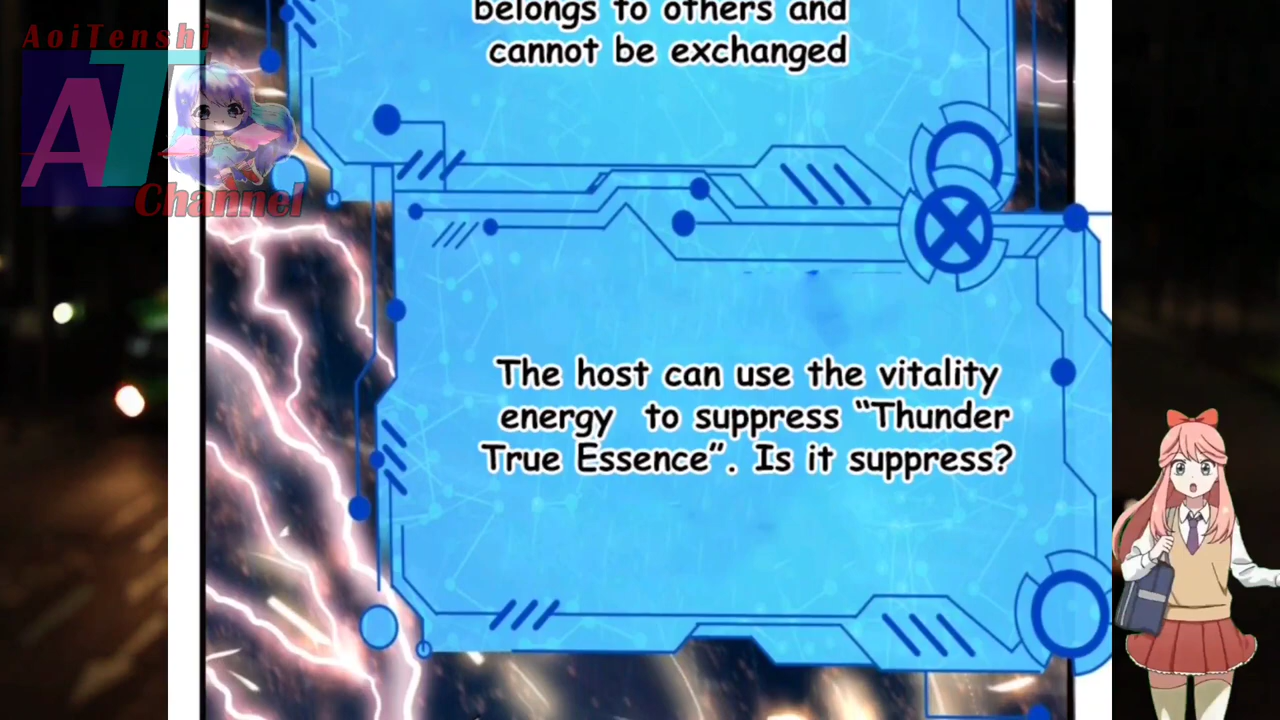 AoiTenshi
AT
Channel
belongs to others and
cannot be exchanged
The host can use the vitality
energy to suppress “Thunder
True Essence”. Is it suppress?